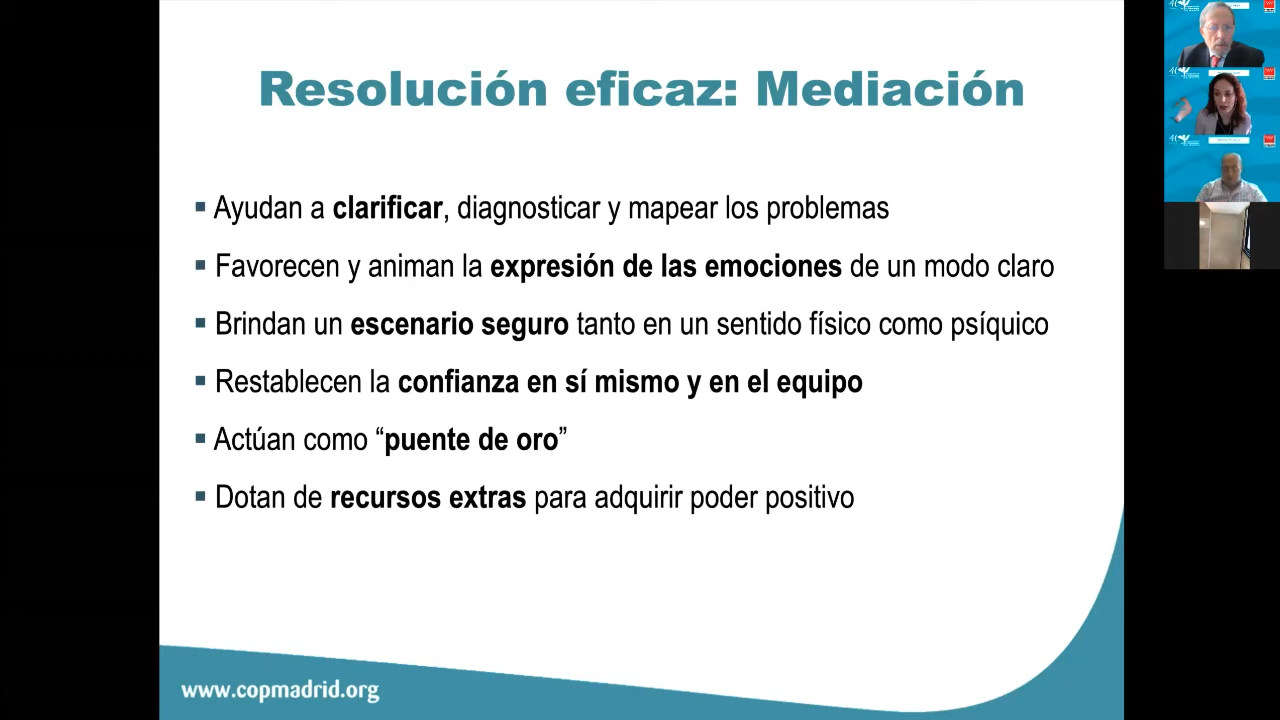 Resolución eficaz: Mediación
Ayudan a clarificar, diagnosticar y mapear los problemas
Favorecen y animan la expresión de las emociones de un modo claro
Brindan un escenario seguro tanto en un sentido físico como psíquico
Restablecen la confianza en sí mismo y en el equipo
Actúan como “puente de oro”
Dotan de recursos extras para adquirir poder positivo
www.copmadrid.org